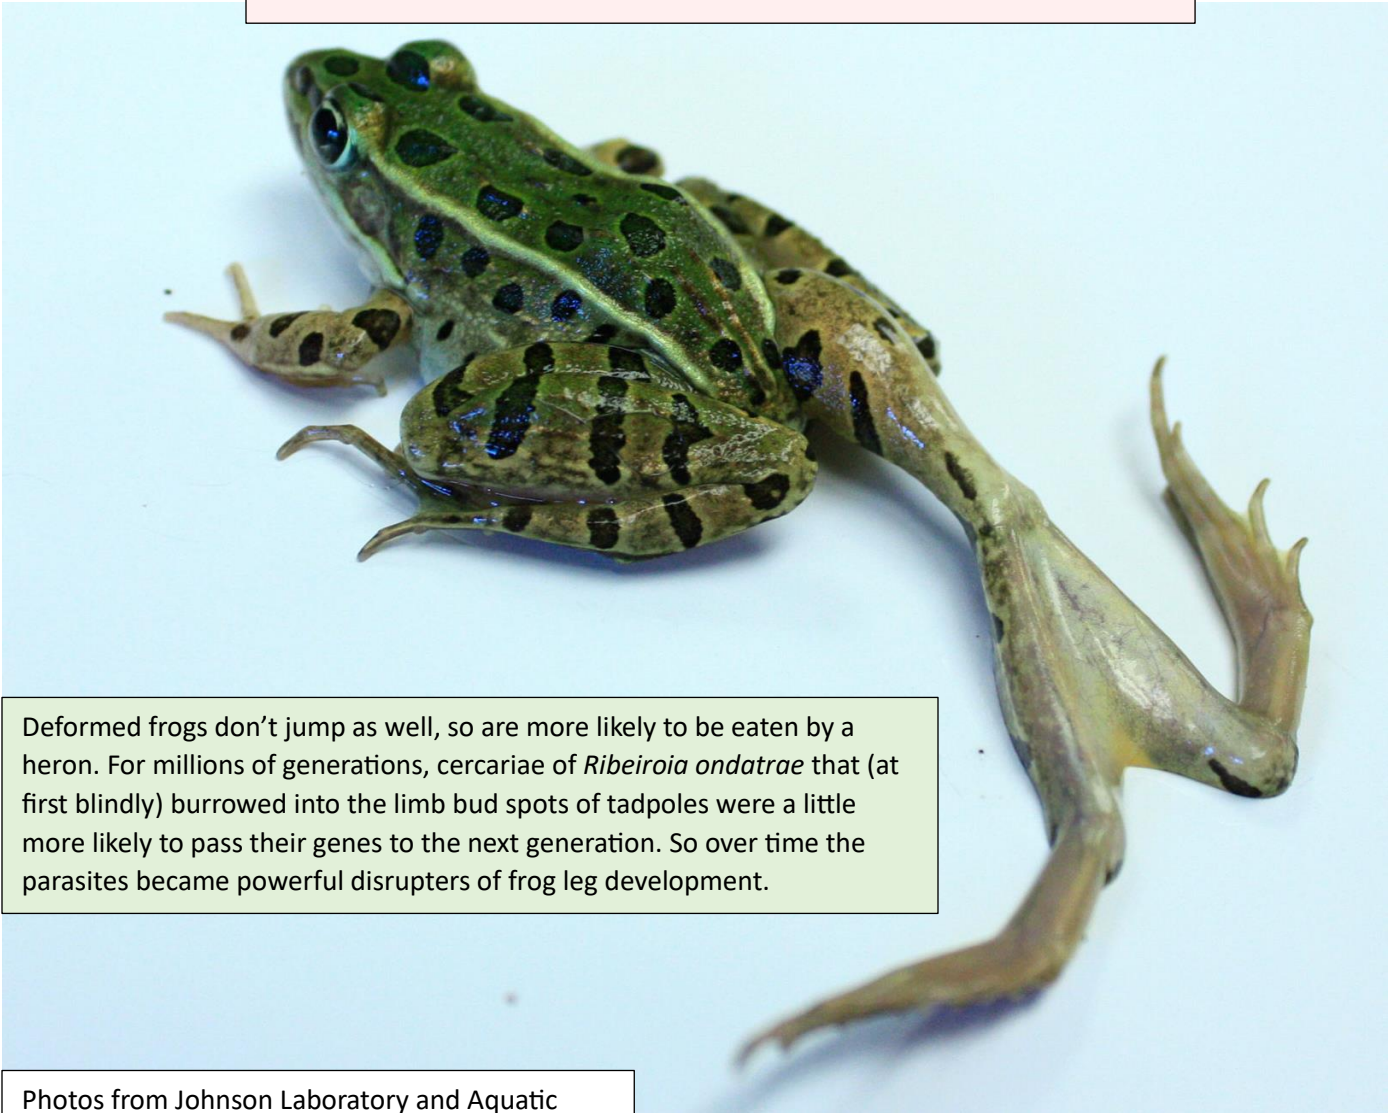 Deformed frogs don’t jump as well, so are more likely to be eaten by a
heron. For millions of generations, cercariae of Ribeiroia ondatrae that (at
first blindly) burrowed into the limb bud spots of tadpoles were a little
more likely to pass their genes to the next generation. So over time the
parasites became powerful disrupters of frog leg development.
Photos from Johnson Laboratory and Aquatic